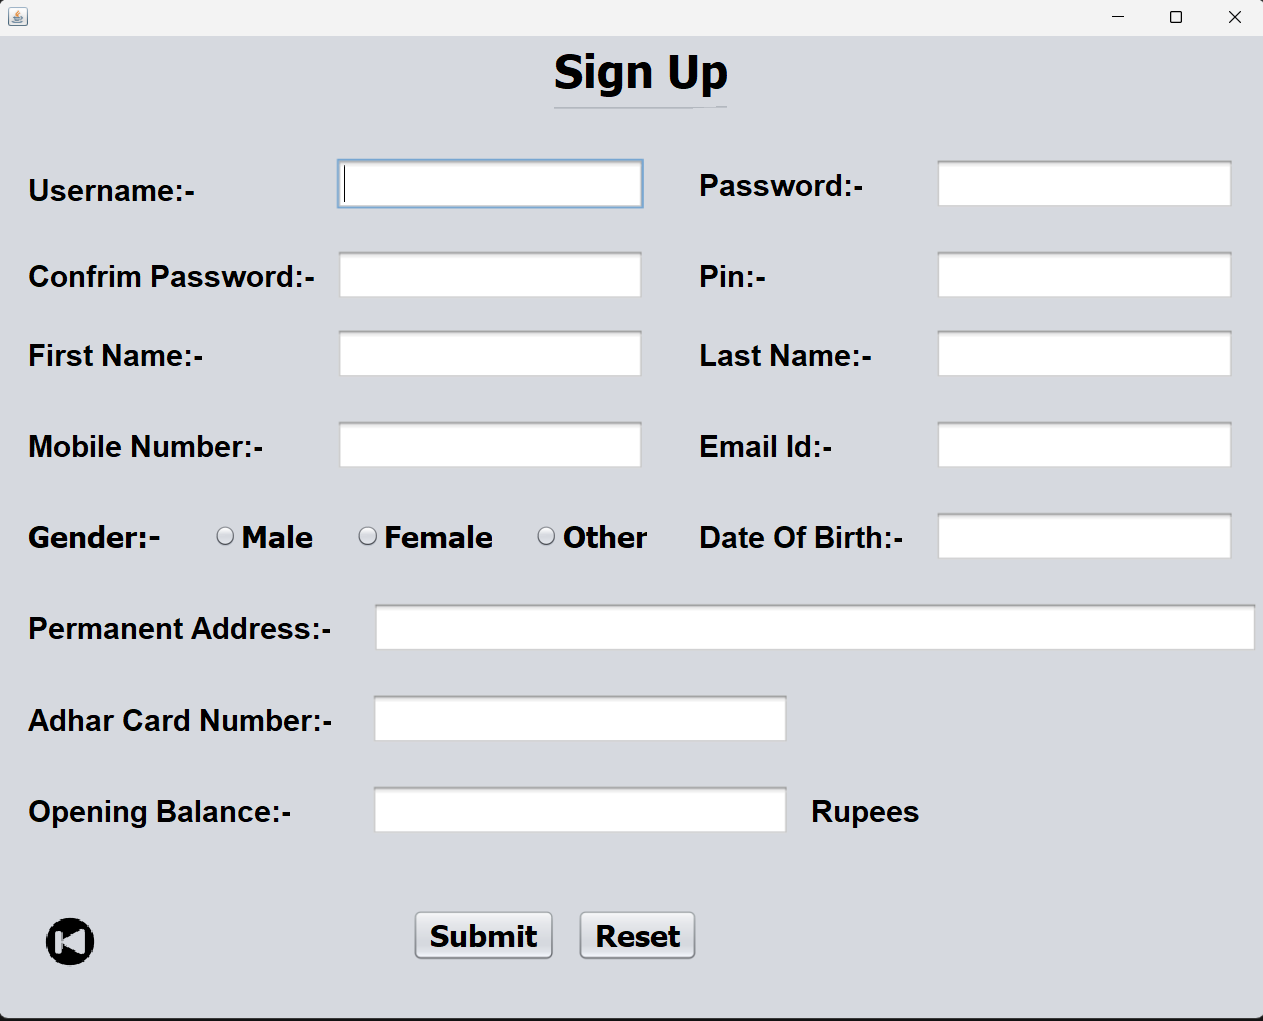 Sign Up
Username:-
Password:-
Confrim Password:-
Pin:-
First Name:-
Last Name:-
Mobile Number:-
Email Id:-
Gender:- Male Female Other
Date Of Birth:-
Permanent Address:-
Adhar Card Number:-
Opening Balance:-
Rupees
Submit
Reset